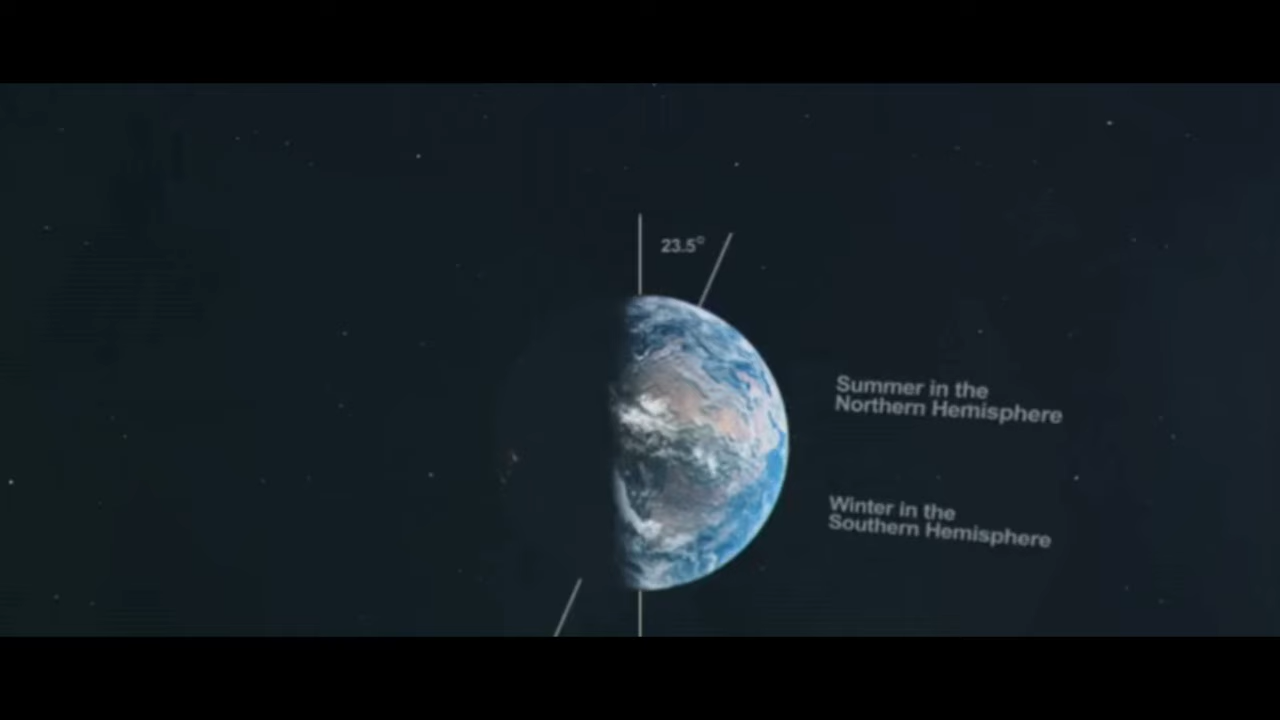 23.5°
Summer in the
Northern Hemisphere
Winter in the
Southern Hemisphere